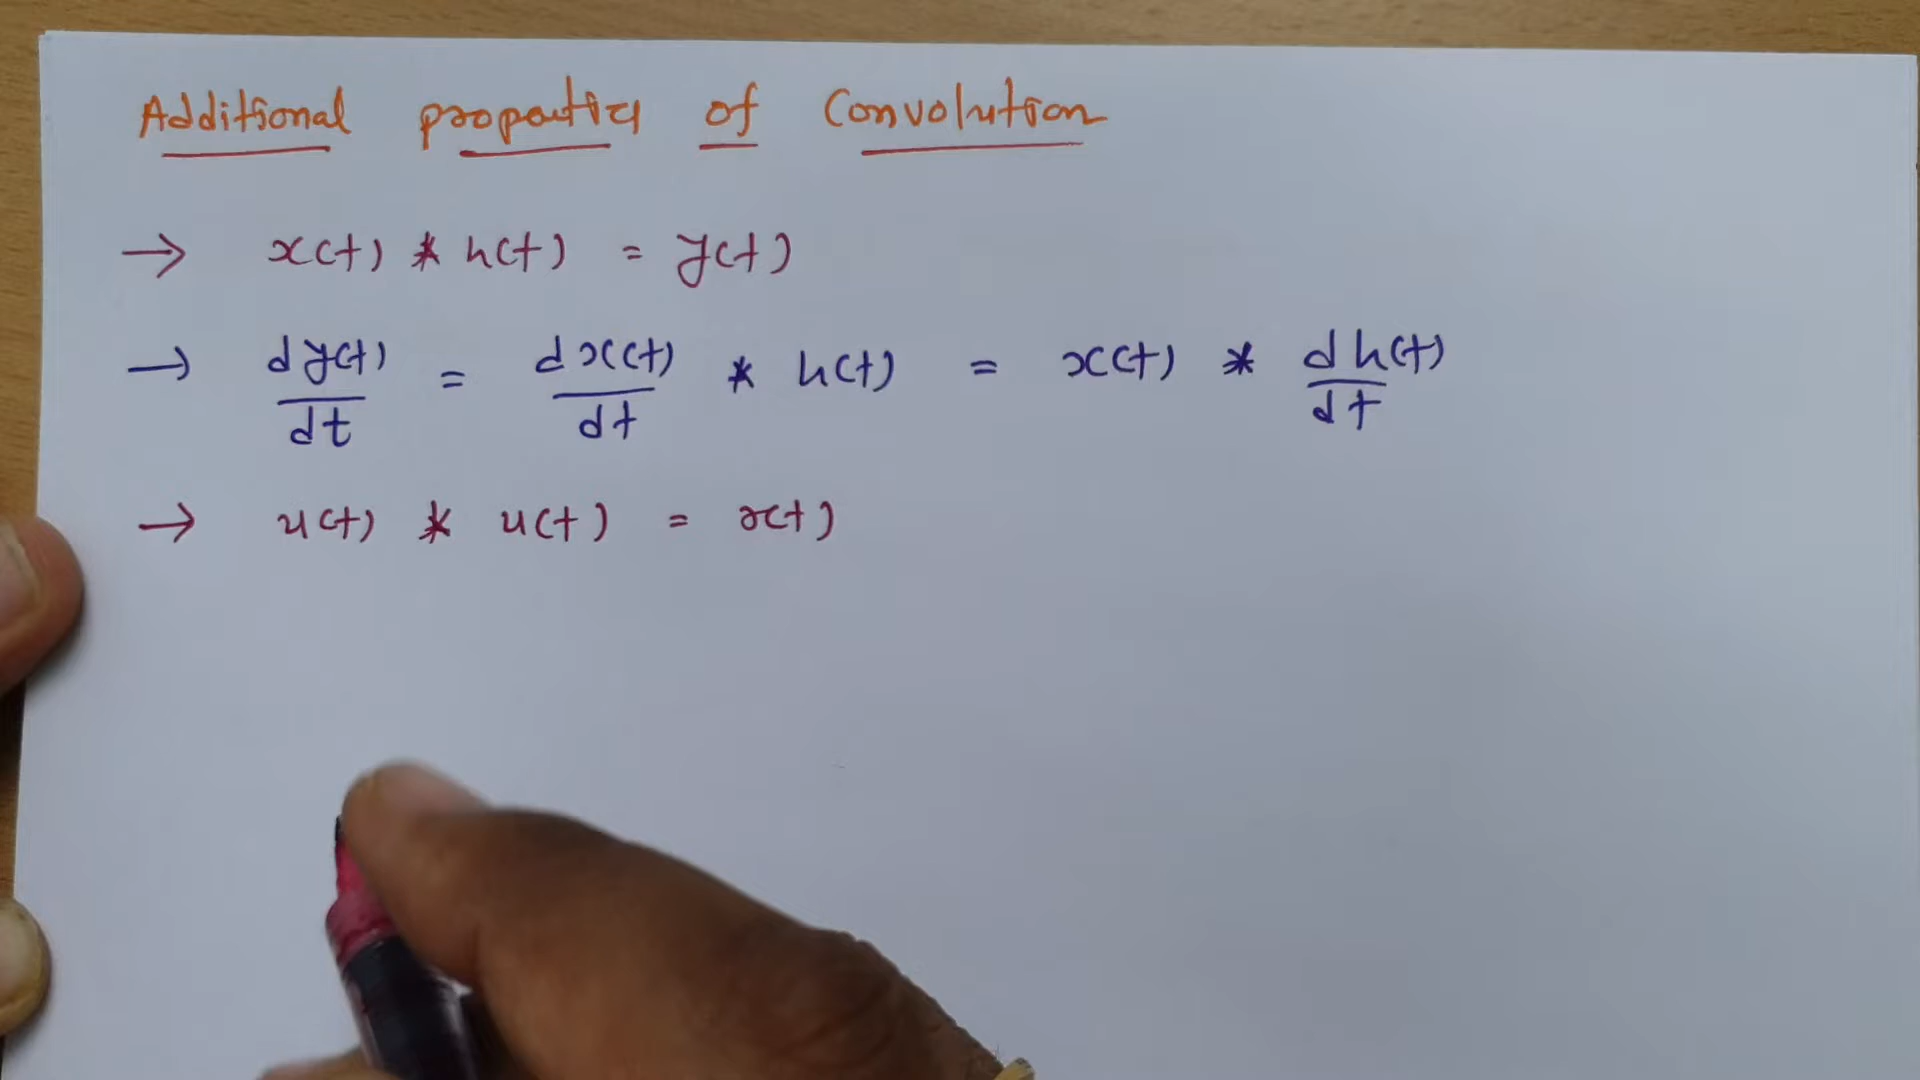 Additional properties of Convolution
→ x(t) * h(t) = y(t)
→ dy(t)/dt = dx(t)/dt * h(t) = x(t) * dh(t)/dt
→ u(t) * u(t) = r(t)